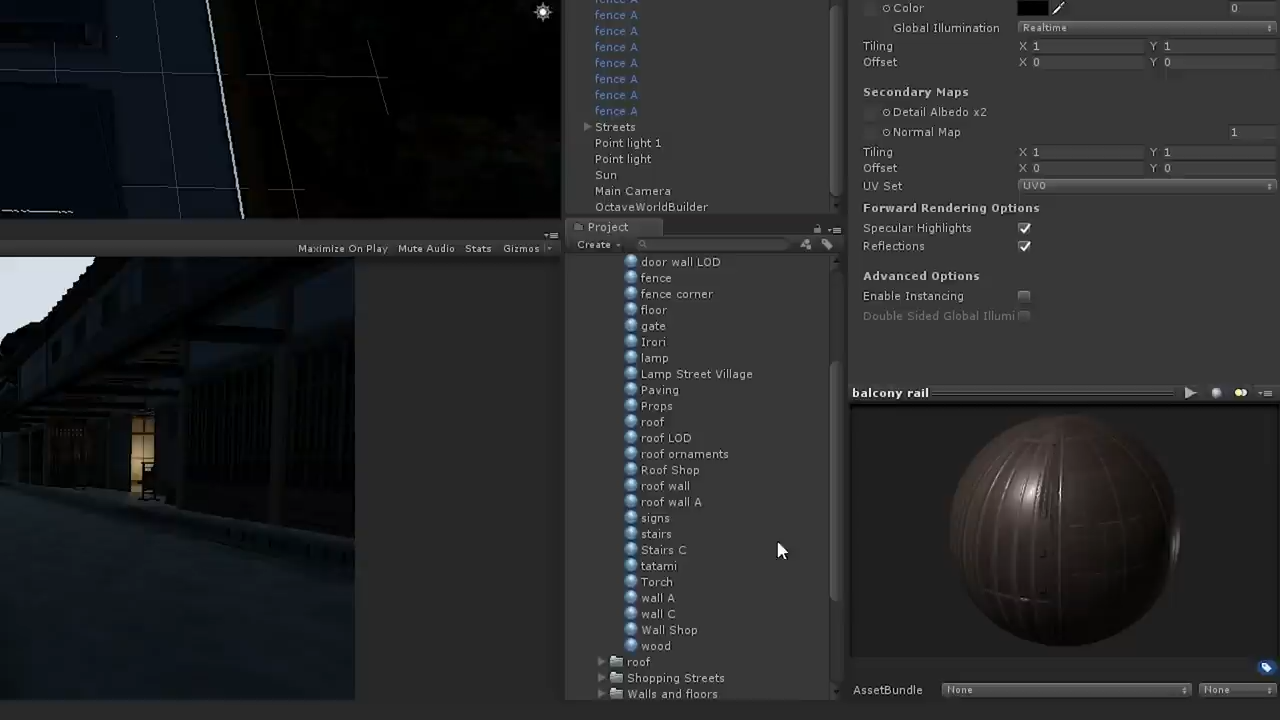 fence A
fence A
fence A
fence A
fence A
fence A
fence A
Streets
Point light 1
Point light
Sun
Main Camera
OctaveWorldBuilder
Maximize On Play Mute Audio Stats Gizmos
Project
Create
door wall LOD
fence
fence corner
floor
gate
Irori
lamp
Lamp Street Village
Paving
Props
roof
roof LOD
roof ornaments
Roof Shop
roof wall
roof wall A
signs
stairs
Stairs C
tatami
Torch
wall A
wall C
Wall Shop
wood
roof
Shopping Streets
Walls and floors
Color 0
Global Illumination Realtime
Tiling X 1 Y 1
Offset X 0 Y 0
Secondary Maps
Detail Albedo x2
Normal Map 1
Tiling X 1 Y 1
Offset X 0 Y 0
UV Set UV0
Forward Rendering Options
Specular Highlights
Reflections
Advanced Options
Enable Instancing
Double Sided Global Illumi
balcony rail
AssetBundle None None